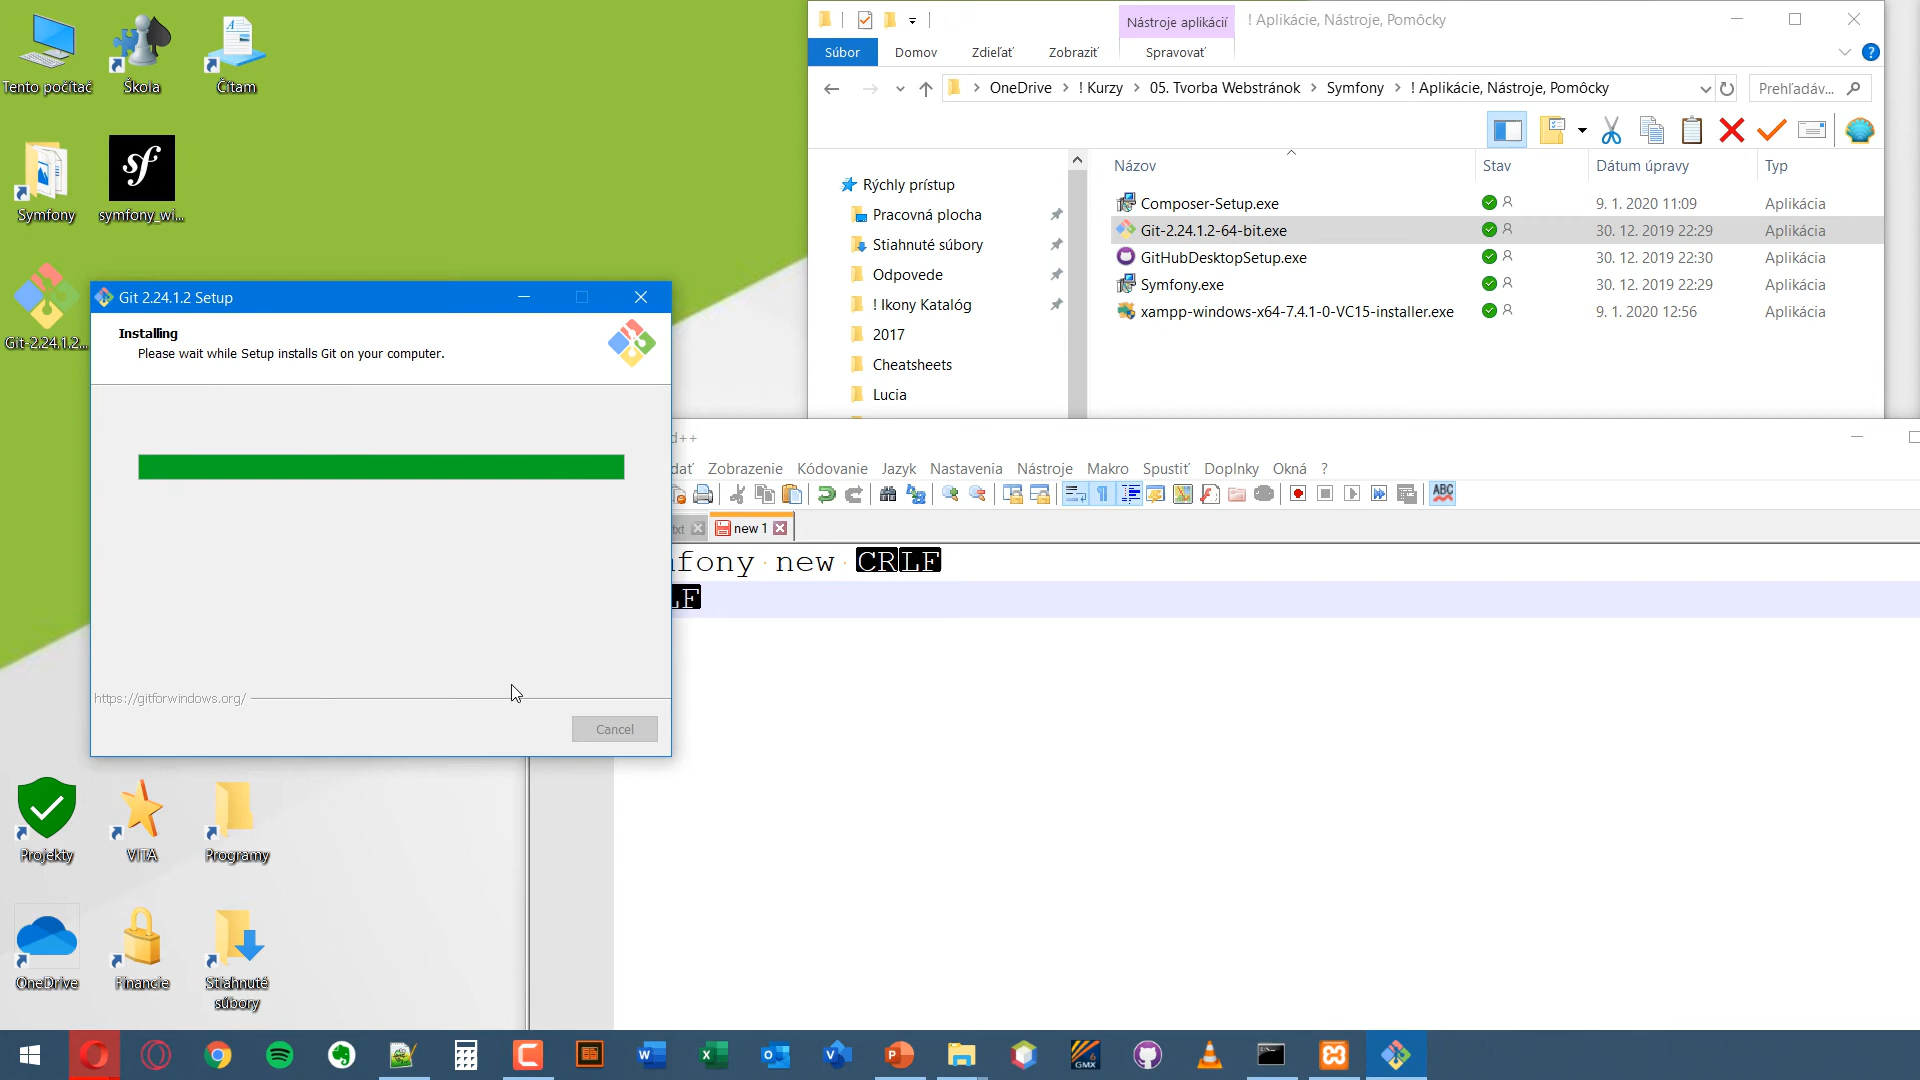 Tento počítač
Škola
Čítam
Symfony
symfony_wi...
Git-2.24.1.2...
Nástroje aplikácií
! Aplikácie, Nástroje, Pomôcky
Súbor
Domov
Zdieľať
Zobraziť
Spravovať
OneDrive
! Kurzy
05. Tvorba Webstránok
Symfony
! Aplikácie, Nástroje, Pomôcky
Prehľadáv...
Rýchly prístup
Pracovná plocha
Stiahnuté súbory
Odpovede
! Ikony Katalóg
2017
Cheatsheets
Lucia
Názov
Stav
Dátum úpravy
Typ
Composer-Setup.exe
9. 1. 2020 11:09
Aplikácia
Git-2.24.1.2-64-bit.exe
30. 12. 2019 22:29
Aplikácia
GitHubDesktopSetup.exe
30. 12. 2019 22:30
Aplikácia
Symfony.exe
30. 12. 2019 22:29
Aplikácia
xampp-windows-x64-7.4.1-0-VC15-installer.exe
9. 1. 2020 12:56
Aplikácia
Git 2.24.1.2 Setup
Installing
Please wait while Setup installs Git on your computer.
https://gitforwindows.org/
Cancel
d++
dať
Zobrazenie
Kódovanie
Jazyk
Nastavenia
Nástroje
Makro
Spustiť
Doplnky
Okná
?
ABC
txt
new 1
fony new CRLF
LF
Projekty
VITA
Programy
OneDrive
Financie
Stiahnuté
súbory